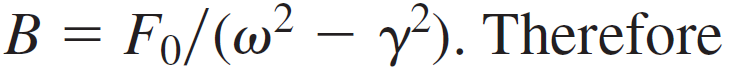 B = F₀/(ω² − γ²). Therefore